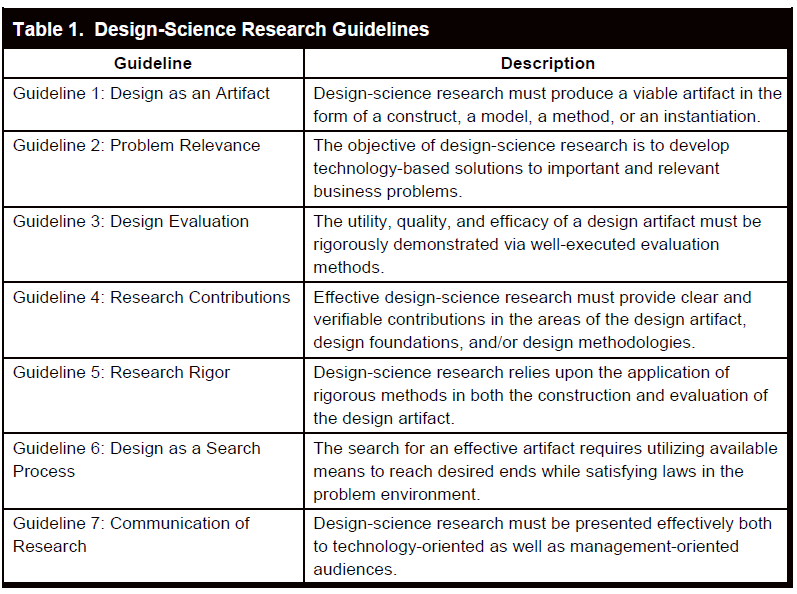 Table 1. Design-Science Research Guidelines
Guideline
Description
Guideline 1: Design as an Artifact
Design-science research must produce a viable artifact in the
form of a construct, a model, a method, or an instantiation.
Guideline 2: Problem Relevance
The objective of design-science research is to develop
technology-based solutions to important and relevant
business problems.
Guideline 3: Design Evaluation
The utility, quality, and efficacy of a design artifact must be
rigorously demonstrated via well-executed evaluation
methods.
Guideline 4: Research Contributions
Effective design-science research must provide clear and
verifiable contributions in the areas of the design artifact,
design foundations, and/or design methodologies.
Guideline 5: Research Rigor
Design-science research relies upon the application of
rigorous methods in both the construction and evaluation of
the design artifact.
Guideline 6: Design as a Search
Process
The search for an effective artifact requires utilizing available
means to reach desired ends while satisfying laws in the
problem environment.
Guideline 7: Communication of
Research
Design-science research must be presented effectively both
to technology-oriented as well as management-oriented
audiences.